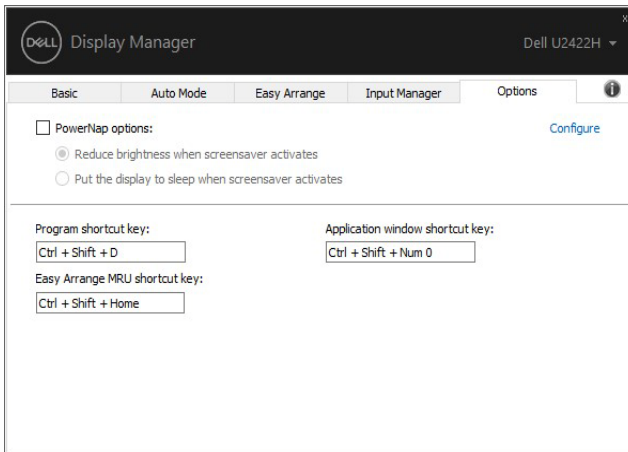 x
DELL Display Manager
Dell U2422H
Basic
Auto Mode
Easy Arrange
Input Manager
Options
i
PowerNap options:
Configure
Reduce brightness when screensaver activates
Put the display to sleep when screensaver activates
Program shortcut key:
Application window shortcut key:
Ctrl + Shift + D
Ctrl + Shift + Num 0
Easy Arrange MRU shortcut key:
Ctrl + Shift + Home